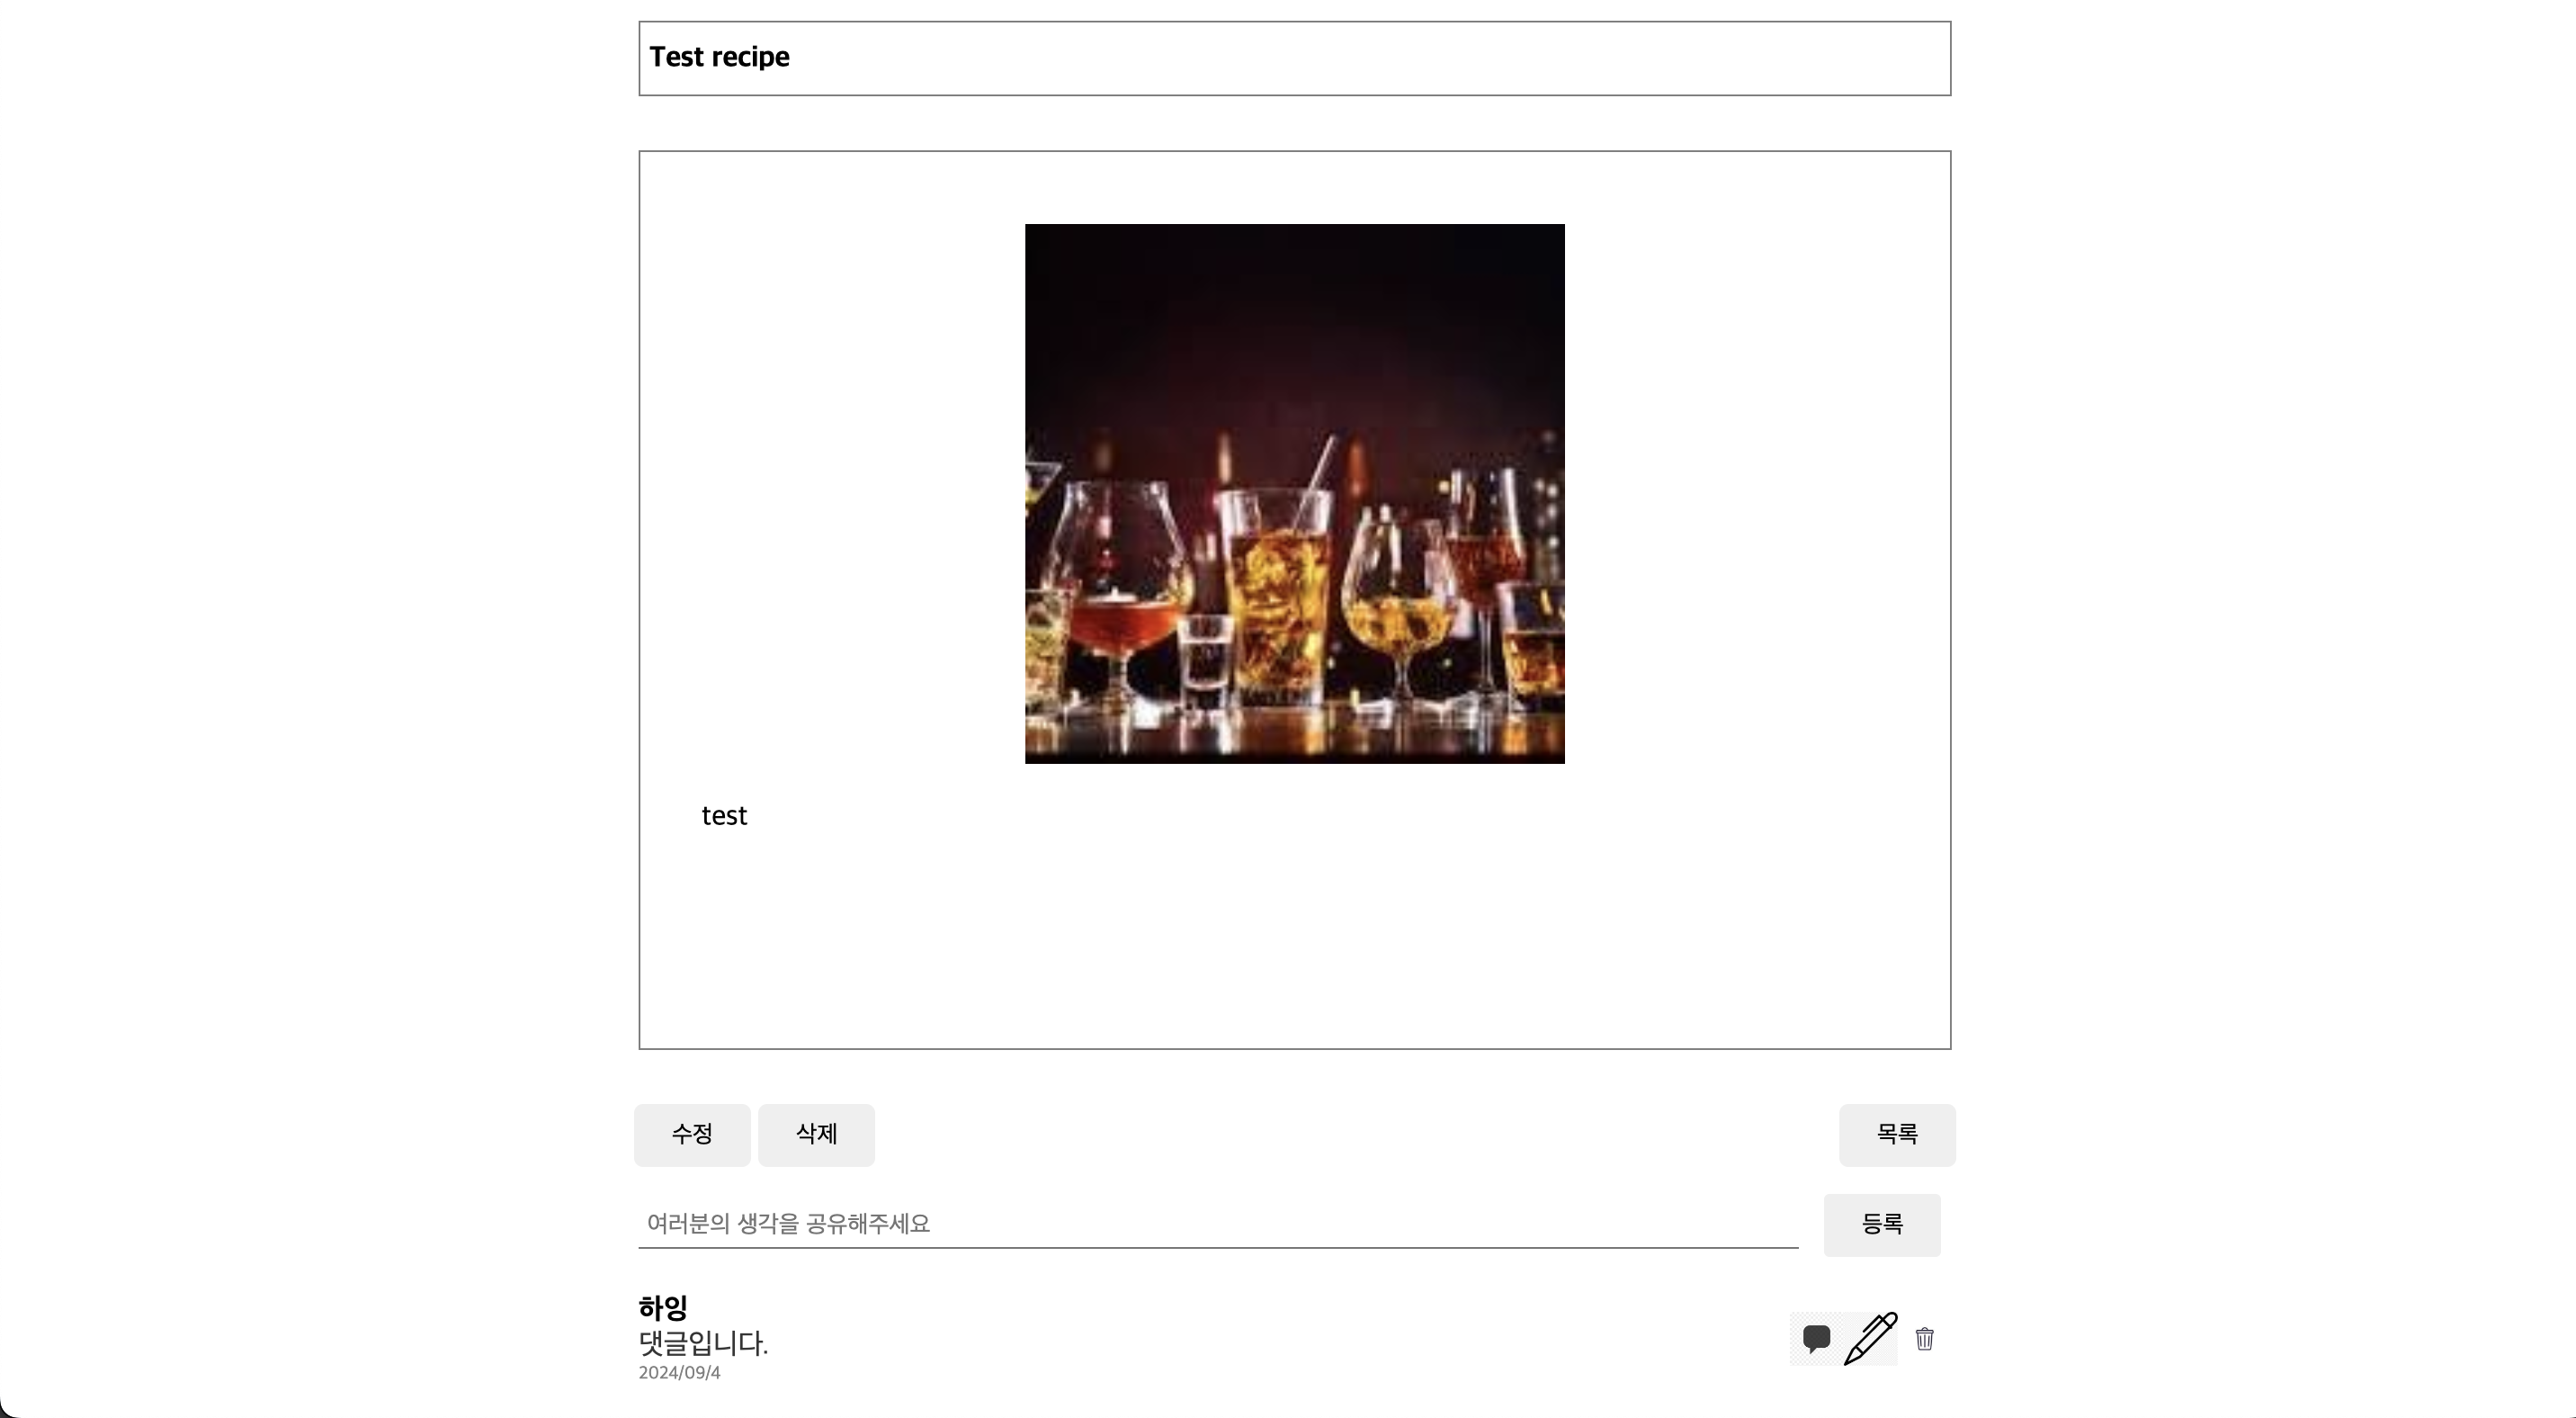 Test recipe
test
수정 삭제 목록
여러분의 생각을 공유해주세요 등록
하잉
댓글입니다.
2024/09/4